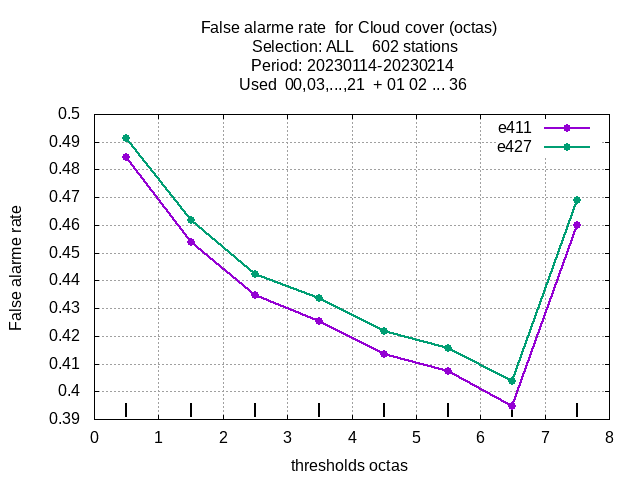 False alarme rate  for Cloud cover (octas)
Selection: ALL    602 stations
Period: 20230114-20230214
Used  00,03,...,21  + 01 02 ... 36
e411
e427
0.5
0.49
0.48
0.47
0.46
0.45
0.44
0.43
0.42
0.41
0.4
0.39
False alarme rate
0 1 2 3 4 5 6 7 8
thresholds octas